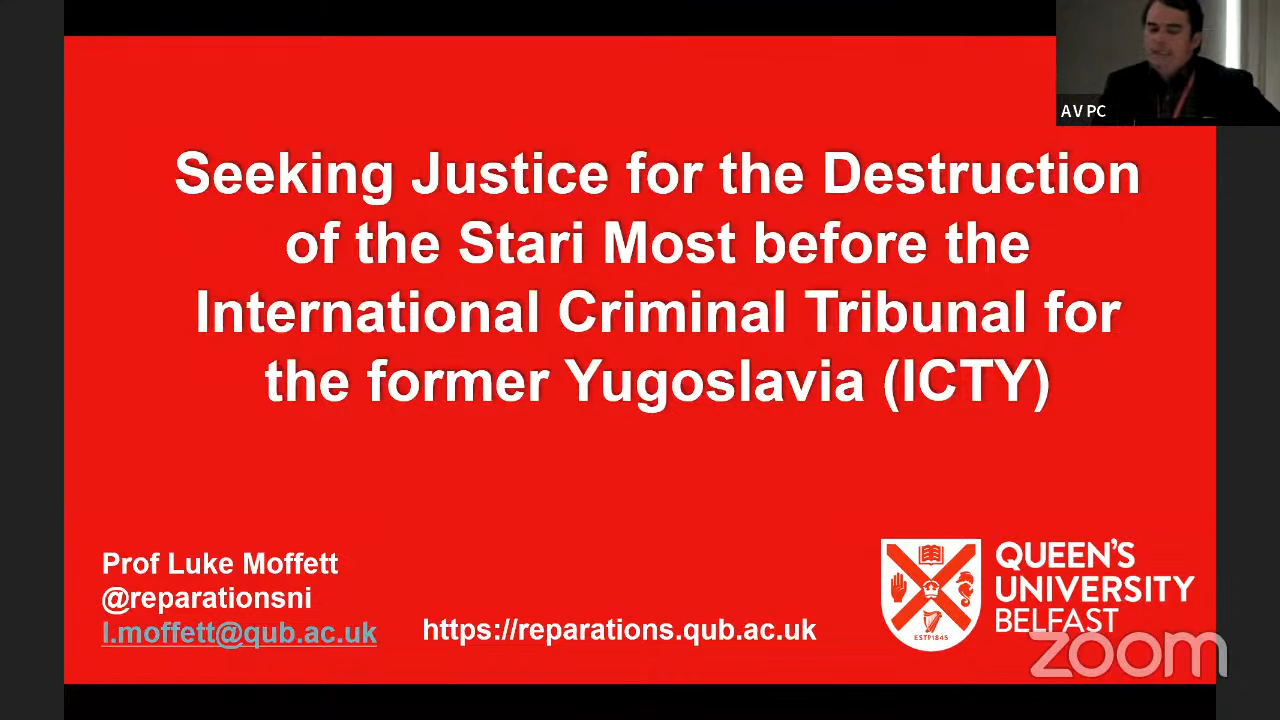 A V PC
Seeking Justice for the Destruction
of the Stari Most before the
International Criminal Tribunal for
the former Yugoslavia (ICTY)
Prof Luke Moffett
@reparationsni
l.moffett@qub.ac.uk
https://reparations.qub.ac.uk
QUEEN'S
UNIVERSITY
BELFAST
ESTD1845
zoom